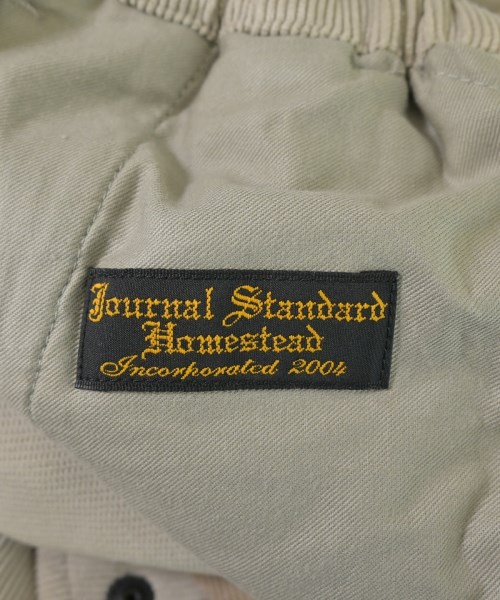 Journal Standard
Homestead
Incorporated 2004